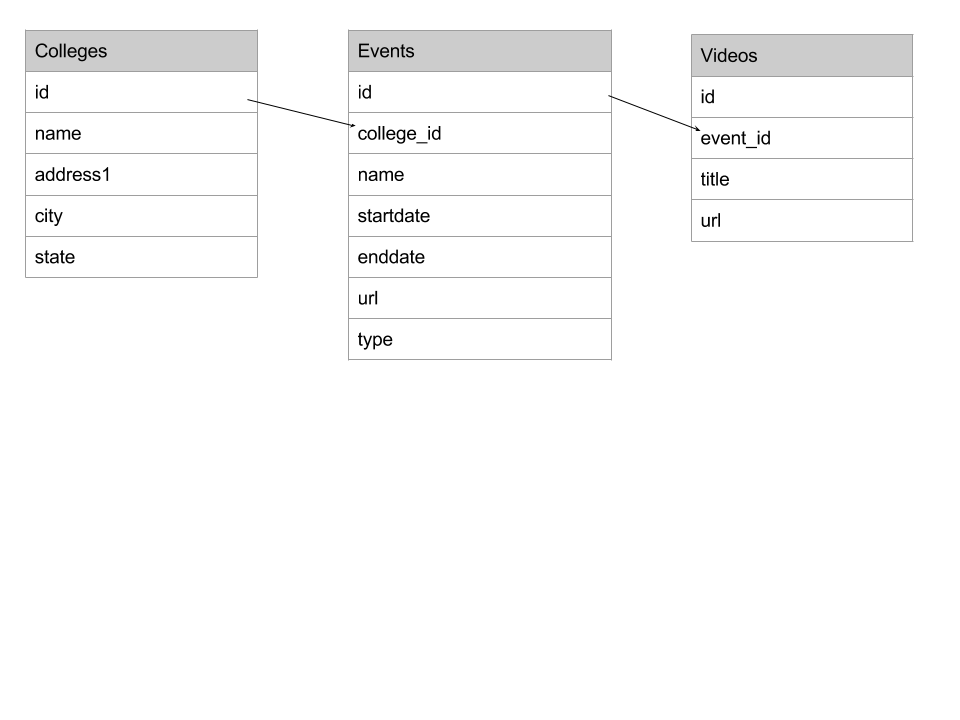 Colleges
id
name
address1
city
state
Events
id
college_id
name
startdate
enddate
url
type
Videos
id
event_id
title
url